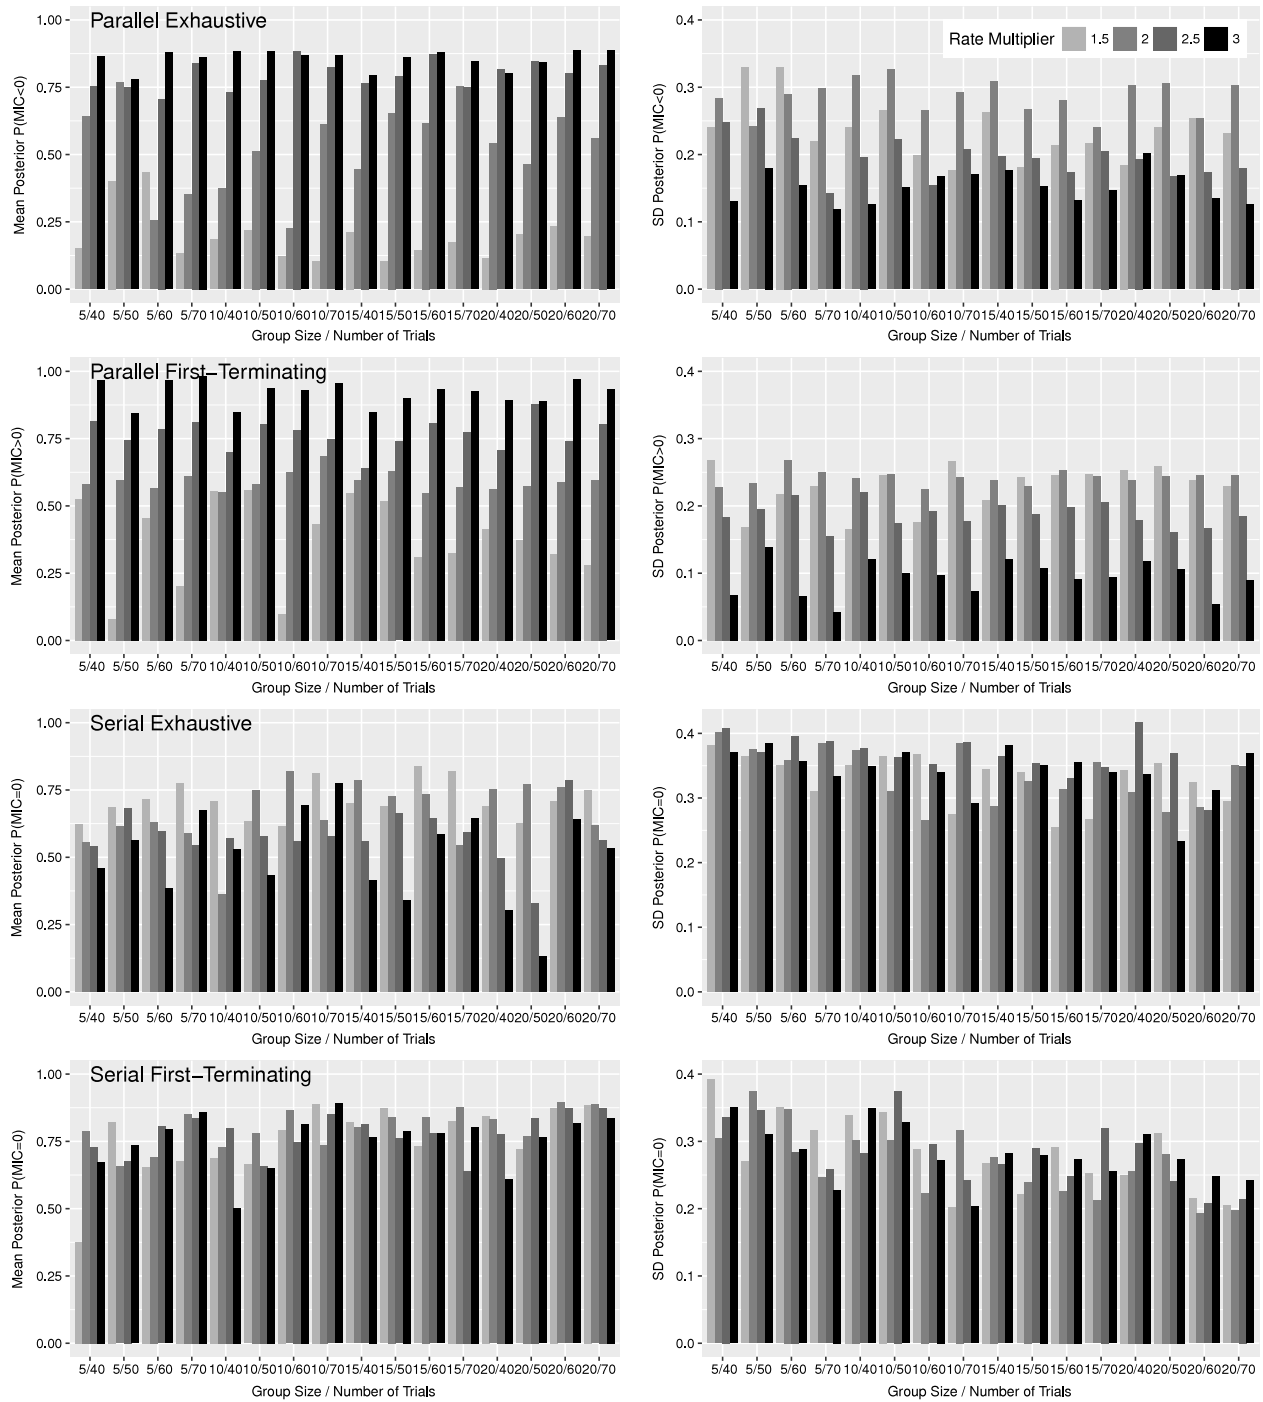 Parallel Exhaustive
Mean Posterior P(MIC<0)
1.00
0.75
0.50
0.25
0.00
5/40 5/50 5/60 5/70 10/40 10/50 10/60 10/70 15/40 15/50 15/60 15/70 20/40 20/50 20/60 20/70
Group Size / Number of Trials
Rate Multiplier 1.5 2 2.5 3
SD Posterior P(MIC<0)
0.4
0.3
0.2
0.1
0.0
5/40 5/50 5/60 5/70 10/40 10/50 10/60 10/70 15/40 15/50 15/60 15/70 20/40 20/50 20/60 20/70
Group Size / Number of Trials
Parallel First−Terminating
Mean Posterior P(MIC>0)
1.00
0.75
0.50
0.25
0.00
5/40 5/50 5/60 5/70 10/40 10/50 10/60 10/70 15/40 15/50 15/60 15/70 20/40 20/50 20/60 20/70
Group Size / Number of Trials
SD Posterior P(MIC>0)
0.4
0.3
0.2
0.1
0.0
5/40 5/50 5/60 5/70 10/40 10/50 10/60 10/70 15/40 15/50 15/60 15/70 20/40 20/50 20/60 20/70
Group Size / Number of Trials
Serial Exhaustive
Mean Posterior P(MIC=0)
1.00
0.75
0.50
0.25
0.00
5/40 5/50 5/60 5/70 10/40 10/50 10/60 10/70 15/40 15/50 15/60 15/70 20/40 20/50 20/60 20/70
Group Size / Number of Trials
SD Posterior P(MIC=0)
0.4
0.3
0.2
0.1
0.0
5/40 5/50 5/60 5/70 10/40 10/50 10/60 10/70 15/40 15/50 15/60 15/70 20/40 20/50 20/60 20/70
Group Size / Number of Trials
Serial First−Terminating
Mean Posterior P(MIC=0)
1.00
0.75
0.50
0.25
0.00
5/40 5/50 5/60 5/70 10/40 10/50 10/60 10/70 15/40 15/50 15/60 15/70 20/40 20/50 20/60 20/70
Group Size / Number of Trials
SD Posterior P(MIC=0)
0.4
0.3
0.2
0.1
0.0
5/40 5/50 5/60 5/70 10/40 10/50 10/60 10/70 15/40 15/50 15/60 15/70 20/40 20/50 20/60 20/70
Group Size / Number of Trials